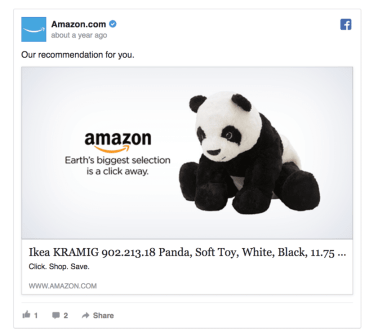 Amazon.com
about a year ago
Our recommendation for you.
amazon
Earth's biggest selection
is a click away.
Ikea KRAMIG 902.213.18 Panda, Soft Toy, White, Black, 11.75 ...
Click. Shop. Save.
WWW.AMAZON.COM
1 2 Share